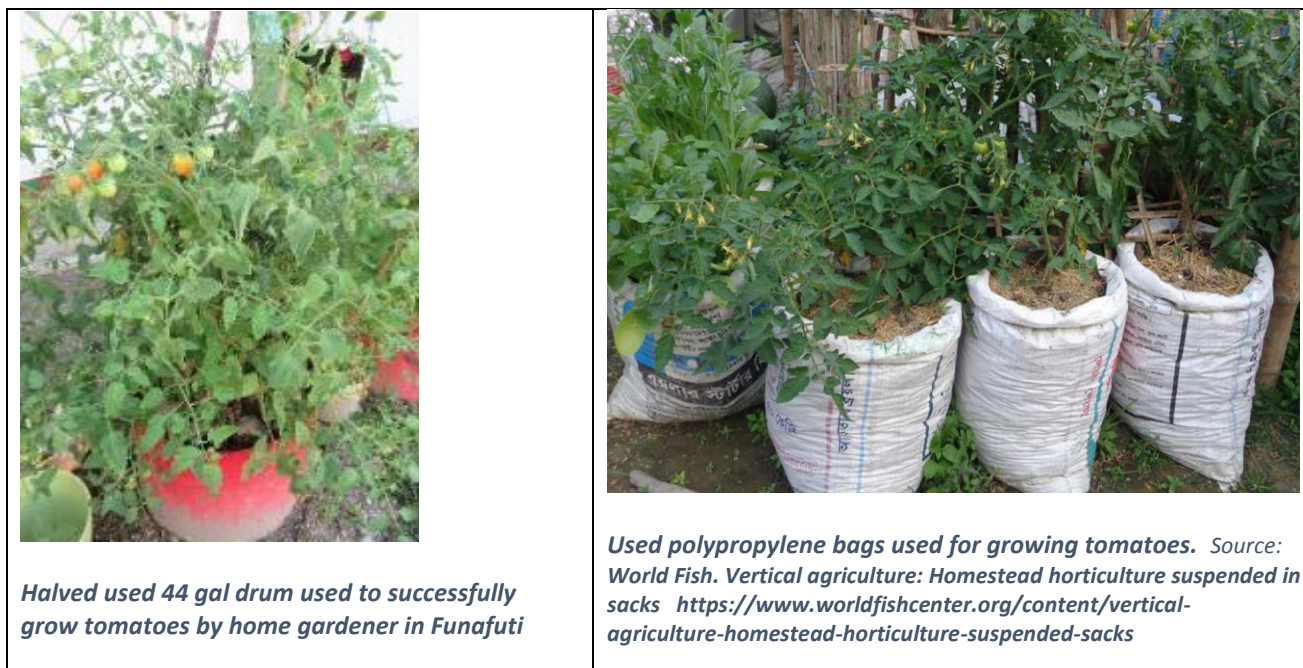 ব্রয়লার স্টার্টার
Halved used 44 gal drum used to successfully
grow tomatoes by home gardener in Funafuti
Used polypropylene bags used for growing tomatoes. Source:
World Fish. Vertical agriculture: Homestead horticulture suspended in
sacks https://www.worldfishcenter.org/content/vertical-
agriculture-homestead-horticulture-suspended-sacks